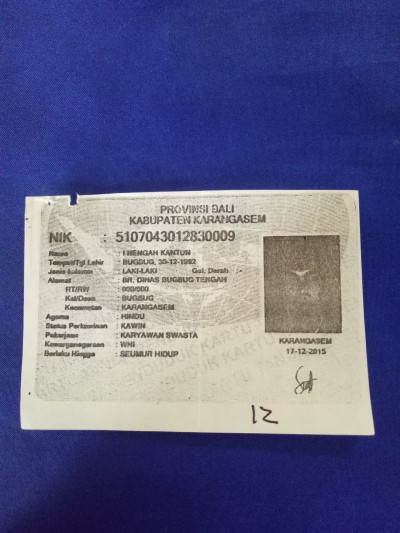 PROVINSI BALI
KABUPATEN KARANGASEM
NIK : 5107043012830009
Nama : I NENGAH KANTUN
Tempat/Tgl Lahir : BUGBUG, 30-12-1982
Jenis Kelamin : LAKI-LAKI Gol. Darah : -
Alamat : BR. DINAS BUGBUG TENGAH
RT/RW : 000/000
Kel/Desa : BUGBUG
Kecamatan : KARANGASEM
Agama : HINDU
Status Perkawinan : KAWIN
Pekerjaan : KARYAWAN SWASTA
Kewarganegaraan : WNI
Berlaku Hingga : SEUMUR HIDUP
KARANGASEM
17-12-2015
12